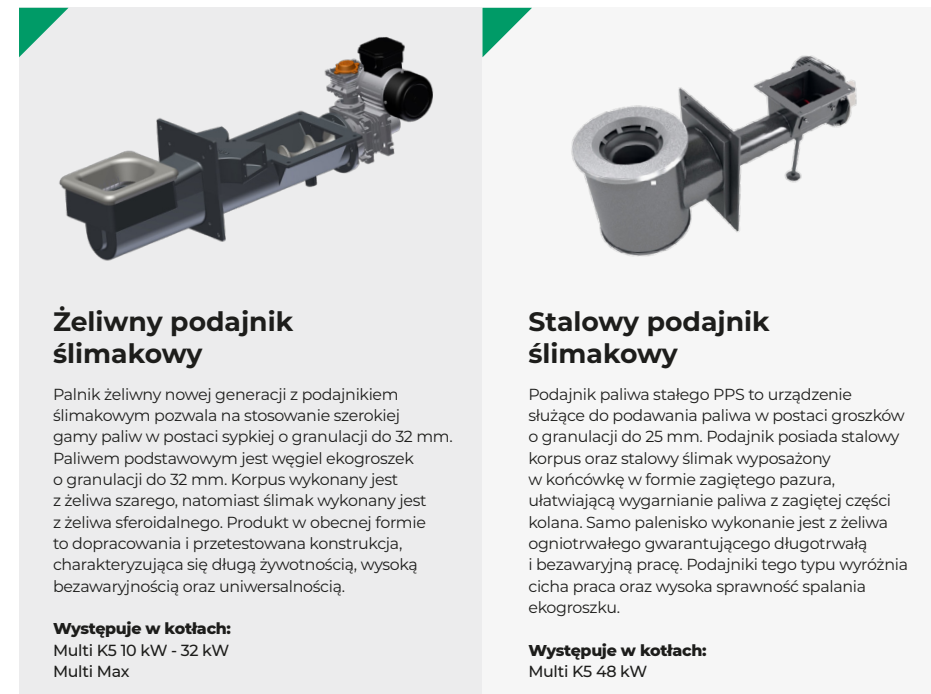 Żeliwny podajnik
ślimakowy
Palnik żeliwny nowej generacji z podajnikiem
ślimakowym pozwala na stosowanie szerokiej
gamy paliw w postaci sypkiej o granulacji do 32 mm.
Paliwem podstawowym jest węgiel ekogroszek
o granulacji do 32 mm. Korpus wykonany jest
z żeliwa szarego, natomiast ślimak wykonany jest
z żeliwa sferoidalnego. Produkt w obecnej formie
to dopracowania i przetestowana konstrukcja,
charakteryzująca się długą żywotnością, wysoką
bezawaryjnością oraz uniwersalnością.
Występuje w kotłach:
Multi K5 10 kW - 32 kW
Multi Max
Stalowy podajnik
ślimakowy
Podajnik paliwa stałego PPS to urządzenie
służące do podawania paliwa w postaci groszków
o granulacji do 25 mm. Podajnik posiada stalowy
korpus oraz stalowy ślimak wyposażony
w końcówkę w formie zagiętego pazura,
ułatwiającą wygarnianie paliwa z zagiętej części
kolana. Samo palenisko wykonanie jest z żeliwa
ogniotrwałego gwarantującego długotrwałą
i bezawaryjną pracę. Podajniki tego typu wyróżnia
cicha praca oraz wysoka sprawność spalania
ekogroszku.
Występuje w kotłach:
Multi K5 48 kW